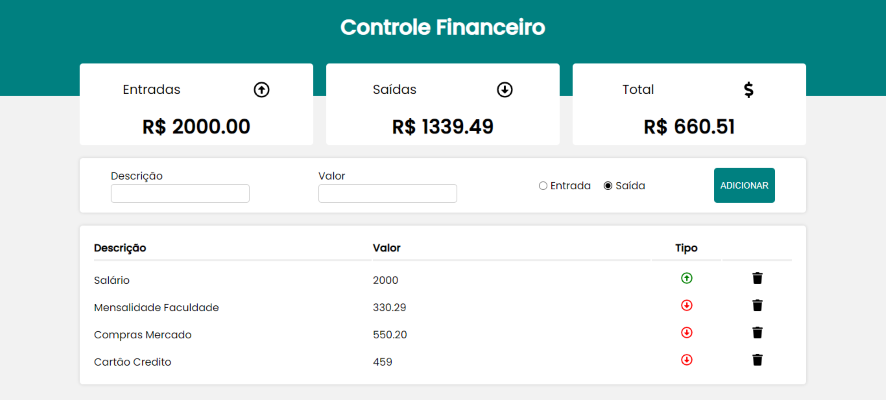 Controle Financeiro
Entradas
R$ 2000.00
Saídas
R$ 1339.49
Total
$
R$ 660.51
Descrição
Valor
Entrada
Saída
ADICIONAR
Descrição Valor Tipo
Salário 2000
Mensalidade Faculdade 330.29
Compras Mercado 550.20
Cartão Credito 459